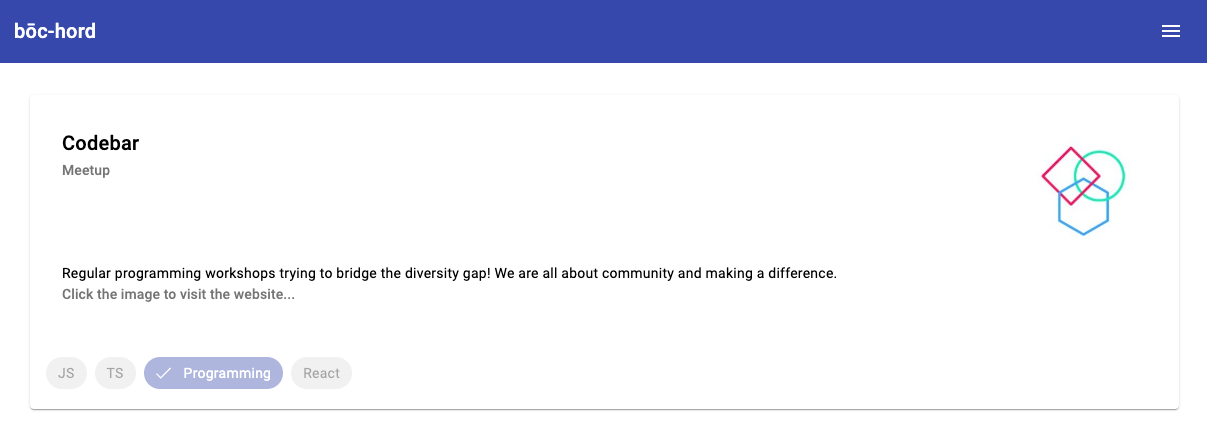 bōc-hord
Codebar
Meetup
Regular programming workshops trying to bridge the diversity gap! We are all about community and making a difference.
Click the image to visit the website...
JS TS Programming React